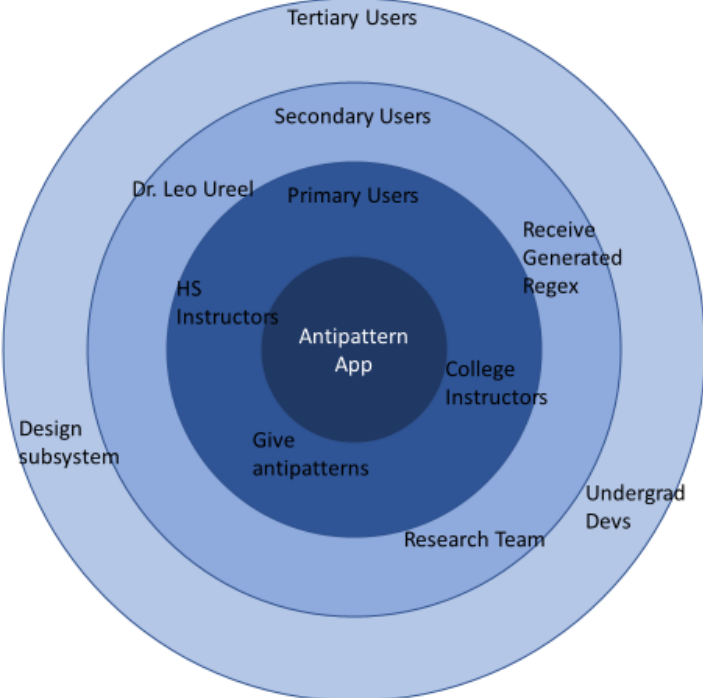 Tertiary Users
Secondary Users
Dr. Leo Ureel
Primary Users
Receive
Generated
Regex
HS
Instructors
Antipattern
App
College
Instructors
Design
subsystem
Give
antipatterns
Undergrad
Devs
Research Team